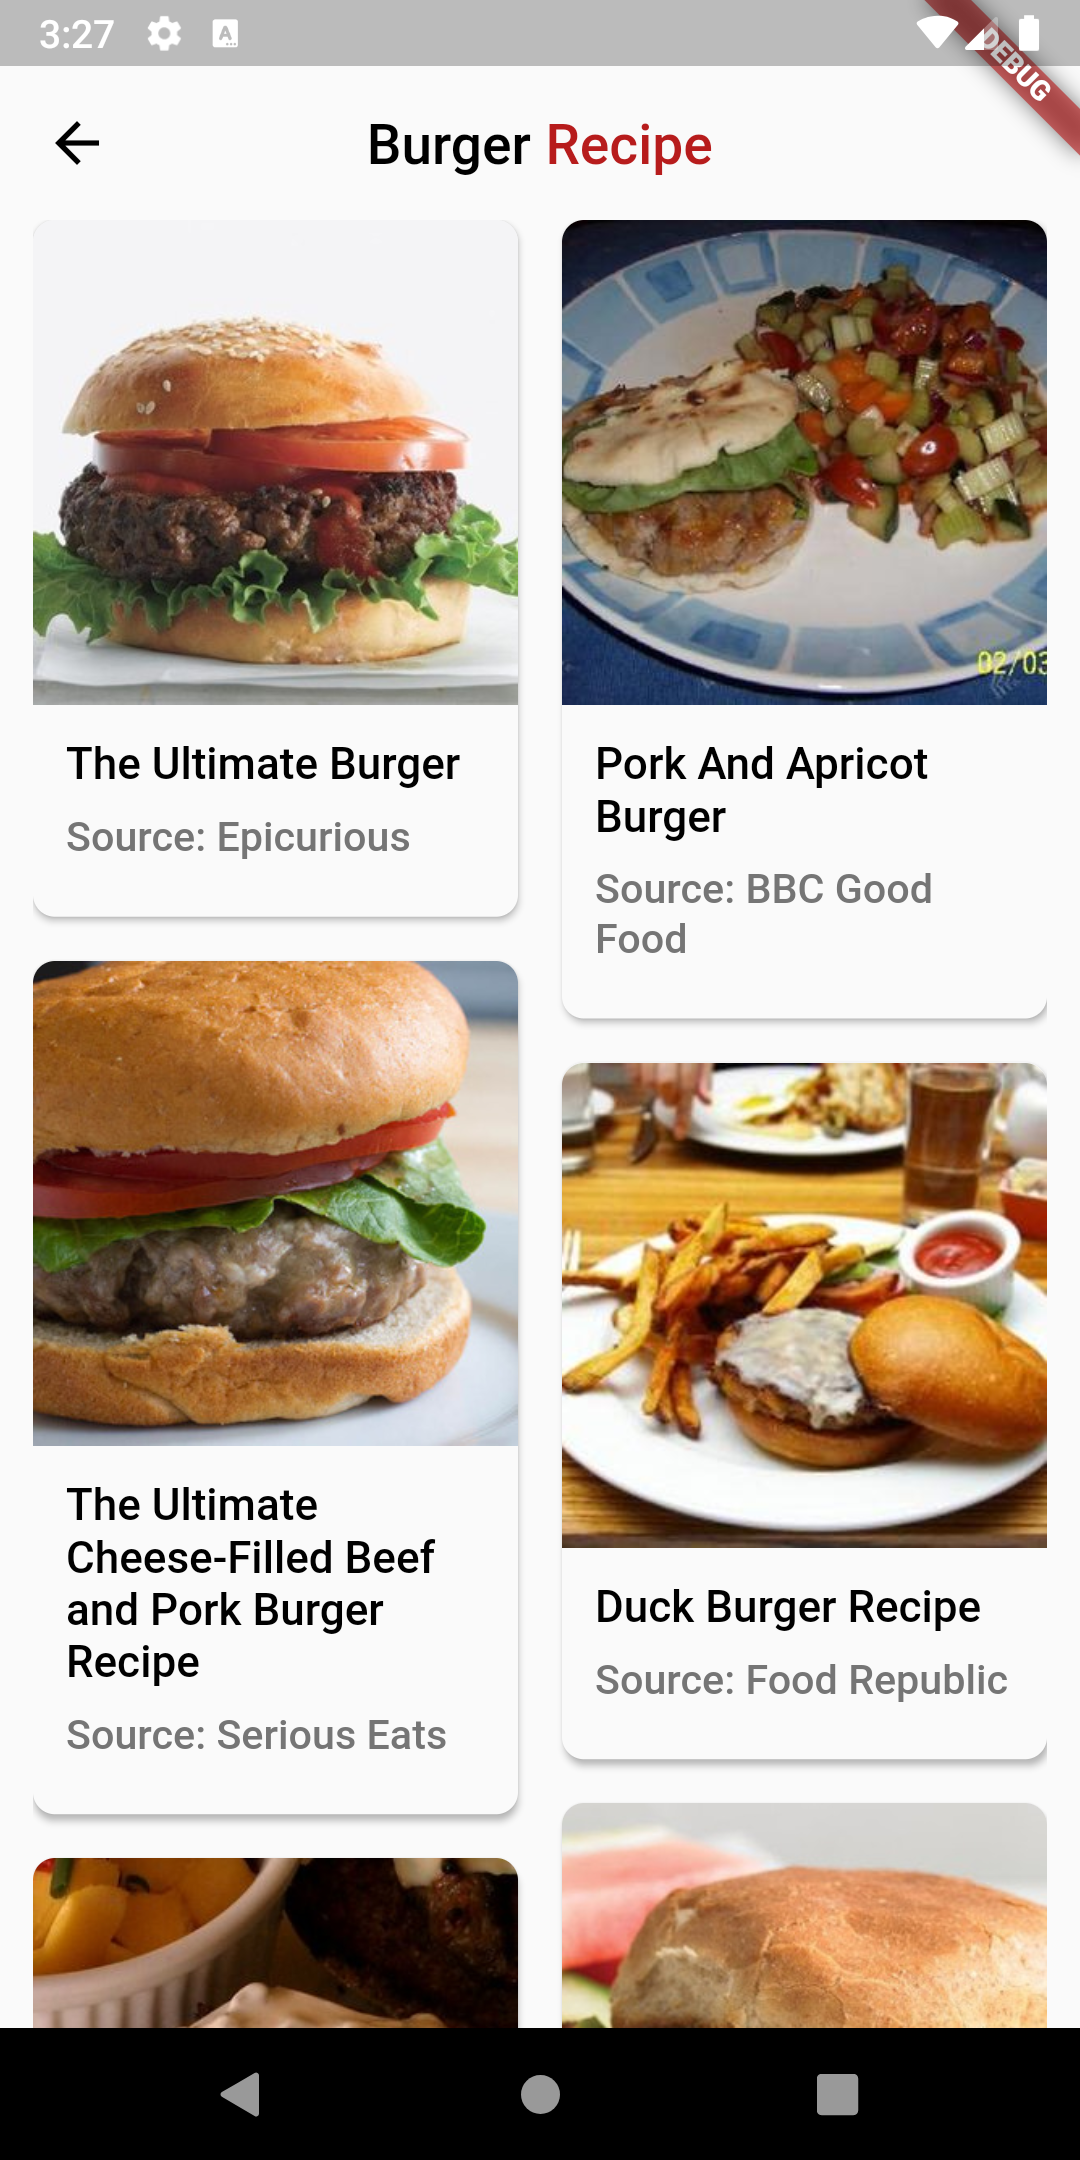 3:27
A
DEBUG
Burger Recipe
The Ultimate Burger
Source: Epicurious
Pork And Apricot
Burger
Source: BBC Good
Food
02/03
The Ultimate
Cheese-Filled Beef
and Pork Burger
Recipe
Source: Serious Eats
Duck Burger Recipe
Source: Food Republic